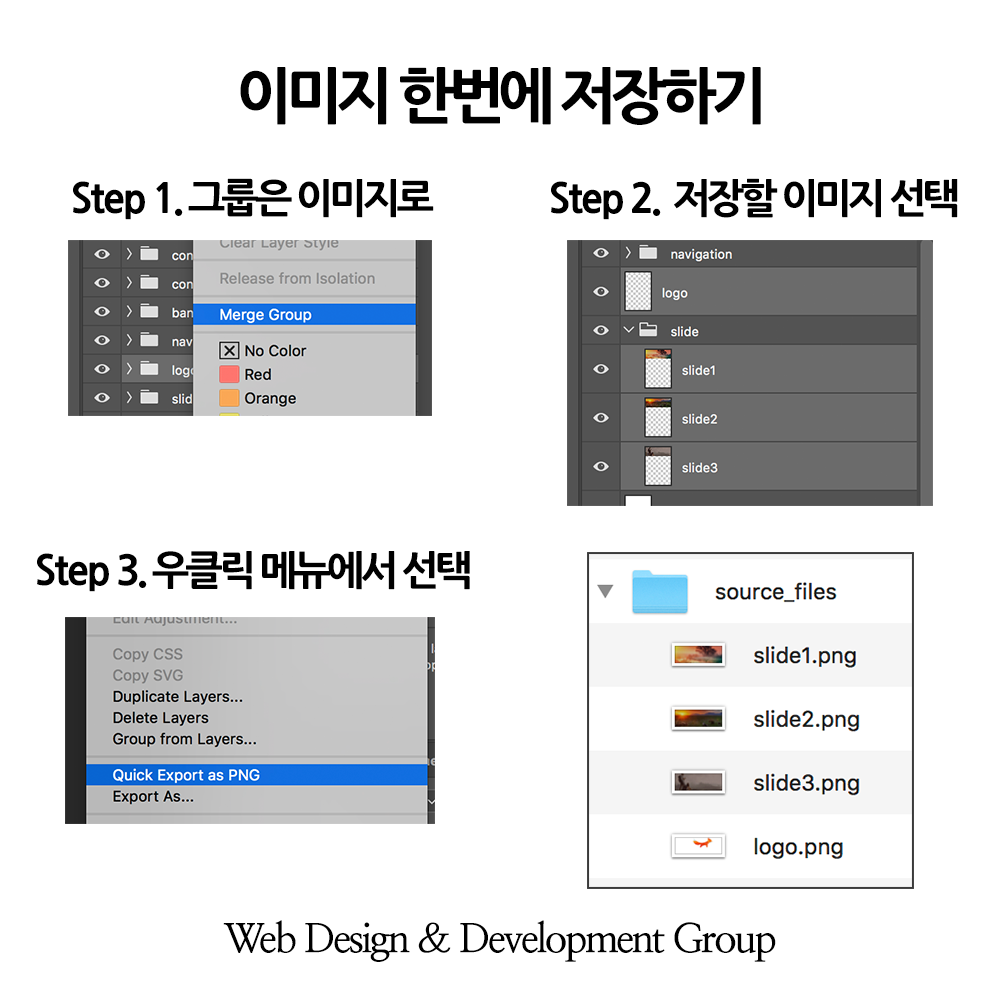 이미지 한번에 저장하기
Step 1. 그룹은 이미지로
Clear Layer Style
Release from Isolation
Merge Group
No Color
Red
Orange
con
con
ban
nav
logo
slid
Step 2. 저장할 이미지 선택
navigation
logo
slide
slide1
slide2
slide3
Step 3. 우클릭 메뉴에서 선택
Edit Adjustment...
Copy CSS
Copy SVG
Duplicate Layers...
Delete Layers
Group from Layers...
Quick Export as PNG
Export As...
source_files
slide1.png
slide2.png
slide3.png
logo.png
Web Design & Development Group